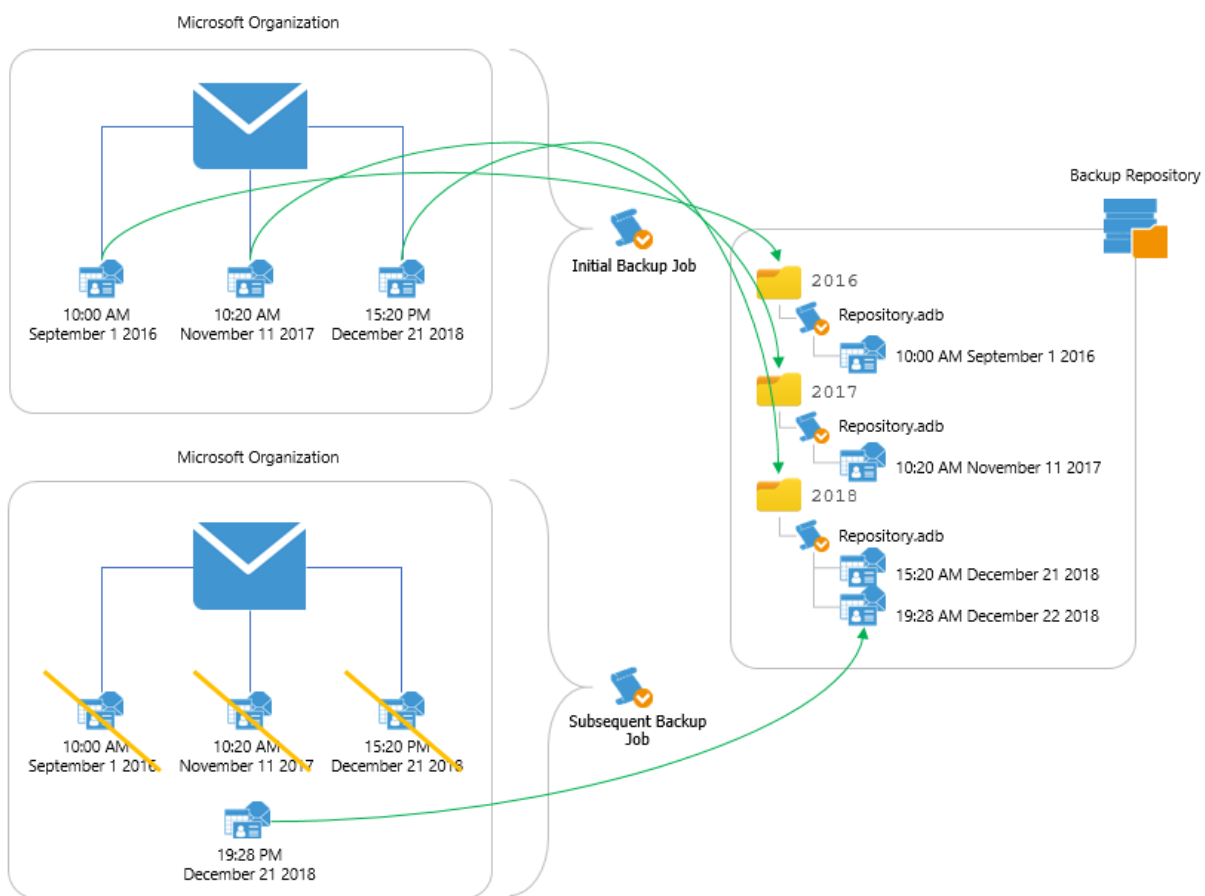 Microsoft Organization
10:00 AM
September 1 2016
10:20 AM
November 11 2017
15:20 PM
December 21 2018
Initial Backup Job
Backup Repository
2016
Repository.adb
10:00 AM September 1 2016
2017
Repository.adb
10:20 AM November 11 2017
2018
Repository.adb
15:20 AM December 21 2018
19:28 AM December 22 2018
Microsoft Organization
10:00 AM
September 1 2016
10:20 AM
November 11 2017
15:20 PM
December 21 2018
19:28 PM
December 21 2018
Subsequent Backup
Job